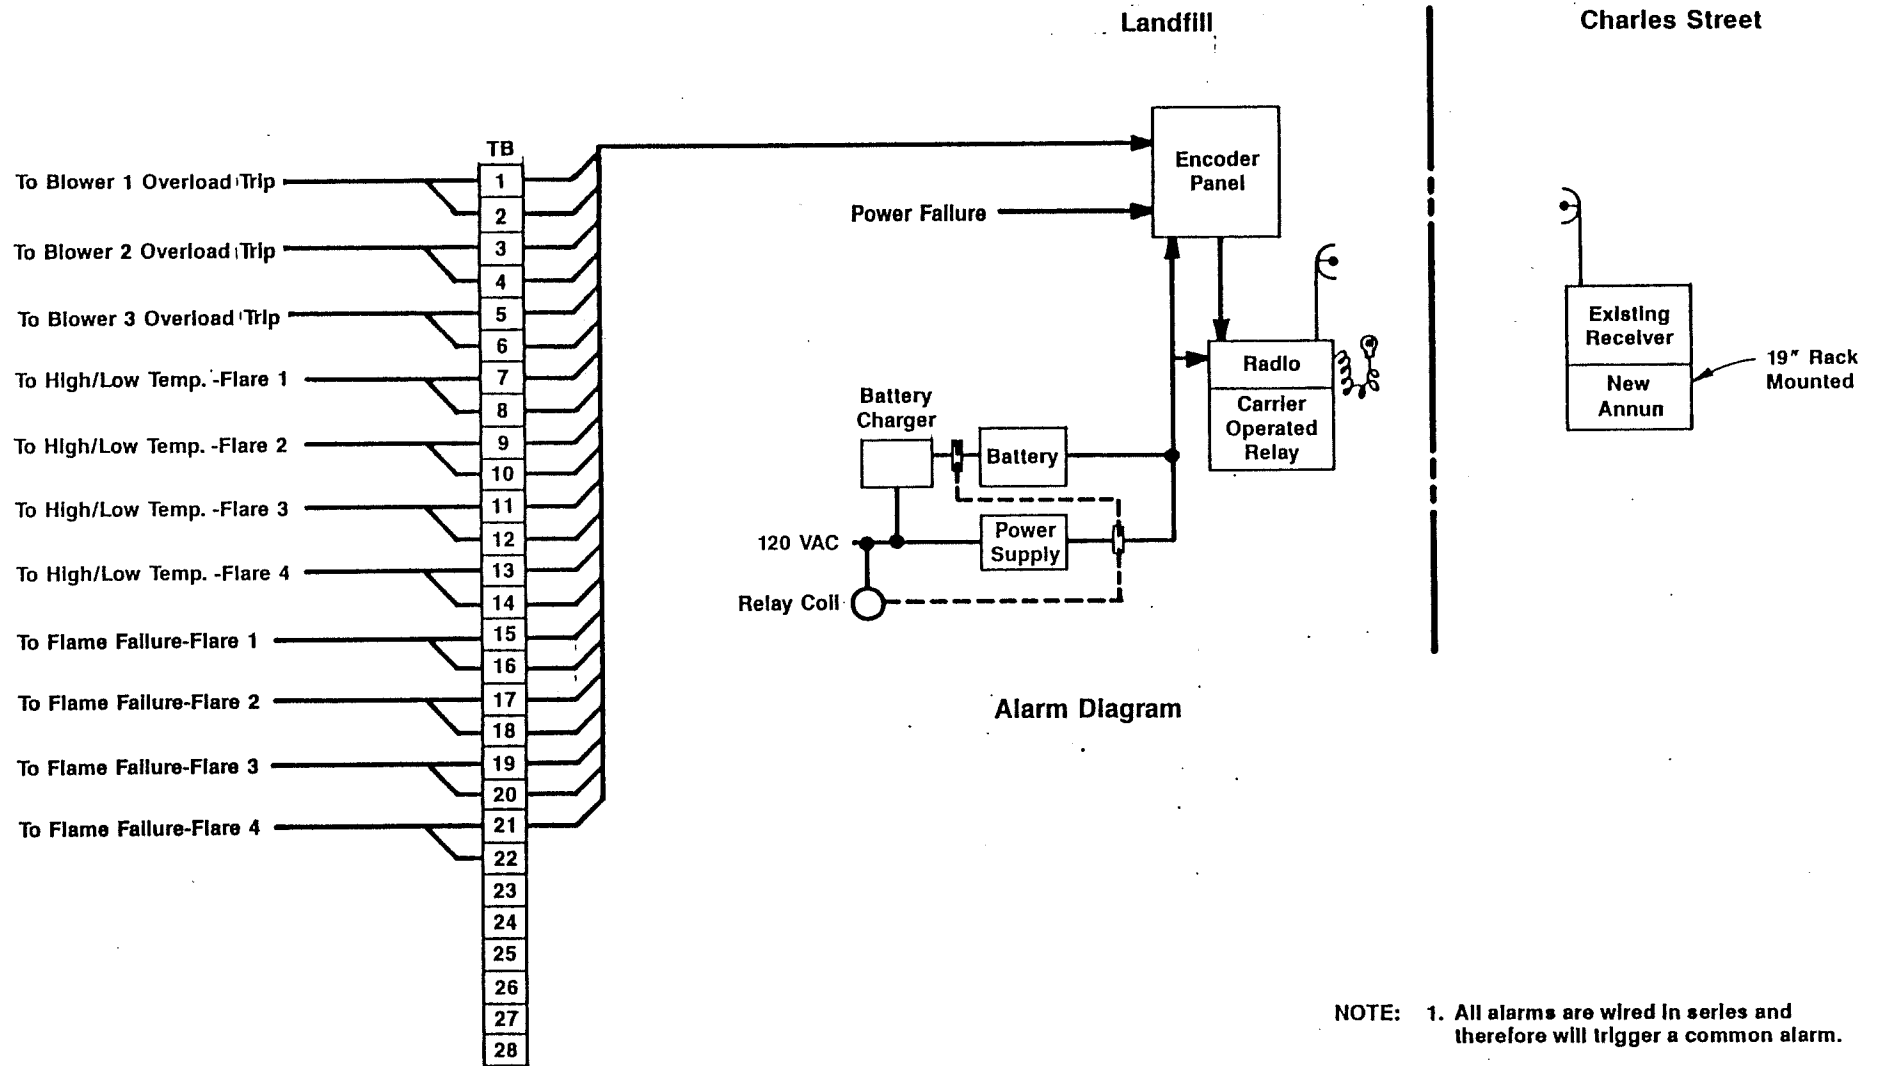 Landfill
Charles Street
TB
To Blower 1 Overload Trip
1
2
To Blower 2 Overload Trip
3
4
To Blower 3 Overload Trip
5
6
To High/Low Temp. -Flare 1
7
8
To High/Low Temp. -Flare 2
9
10
To High/Low Temp. -Flare 3
11
12
To High/Low Temp. -Flare 4
13
14
To Flame Failure-Flare 1
15
16
To Flame Failure-Flare 2
17
18
To Flame Failure-Flare 3
19
20
To Flame Failure-Flare 4
21
22
23
24
25
26
27
28
Encoder
Panel
Power Failure
Radio
Carrier
Operated
Relay
Battery
Charger
Battery
120 VAC
Power
Supply
Relay Coil
Existing
Receiver
New
Annun
19" Rack
Mounted
Alarm Diagram
NOTE: 1. All alarms are wired in series and
therefore will trigger a common alarm.